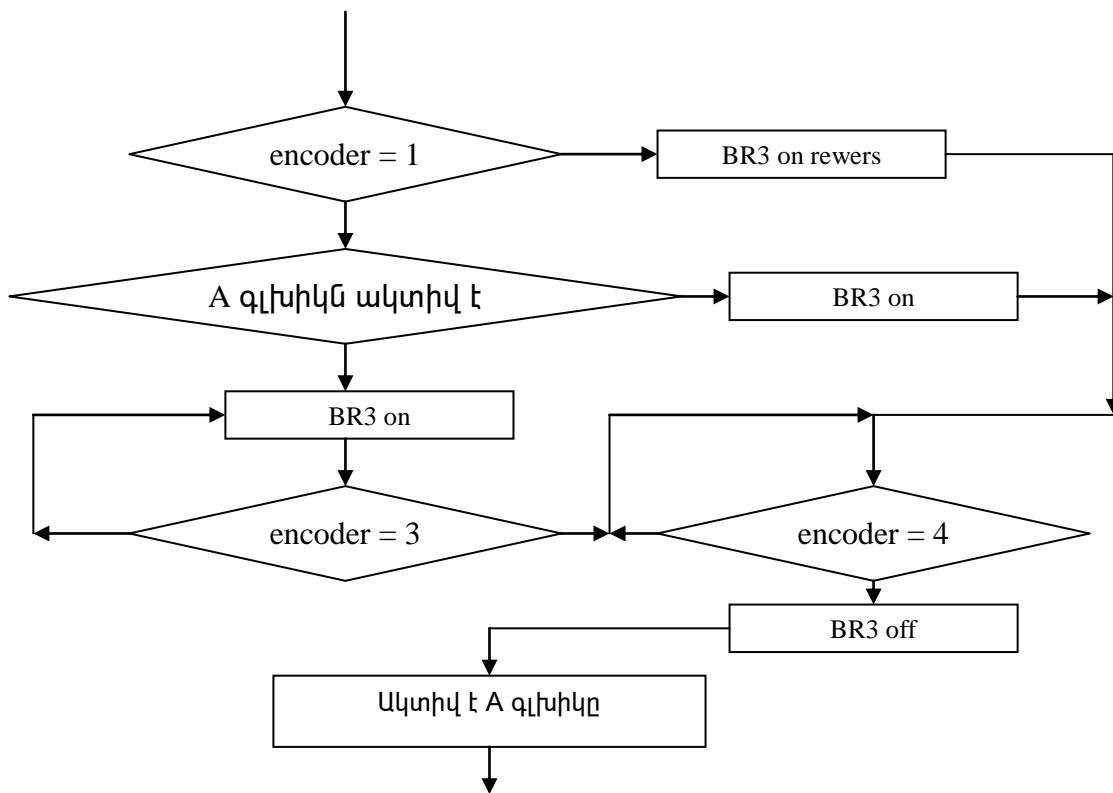 encoder = 1
BR3 on rewers
A գլխիկն ակտիվ է
BR3 on
BR3 on
encoder = 3
encoder = 4
BR3 off
Ակտիվ է A գլխիկը